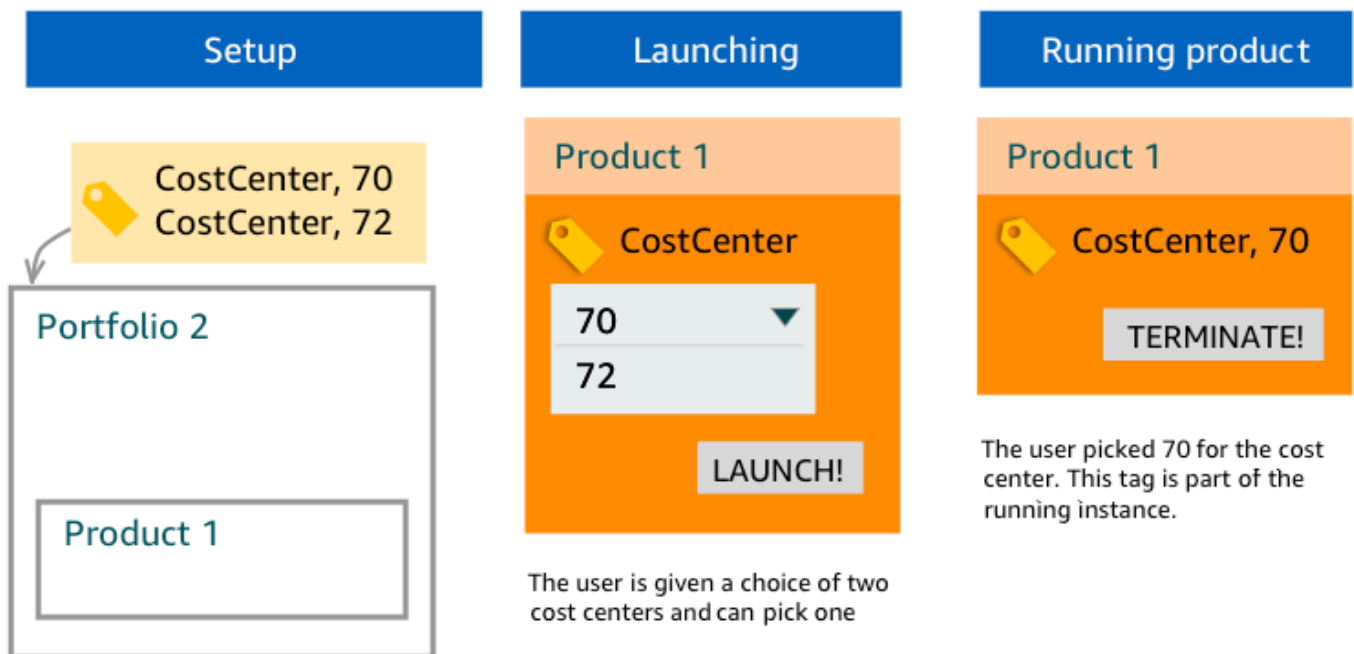 Setup
CostCenter, 70
CostCenter, 72
Portfolio 2
Product 1
Launching
Product 1
CostCenter
70
72
LAUNCH!
The user is given a choice of two
cost centers and can pick one
Running product
Product 1
CostCenter, 70
TERMINATE!
The user picked 70 for the cost
center. This tag is part of the
running instance.